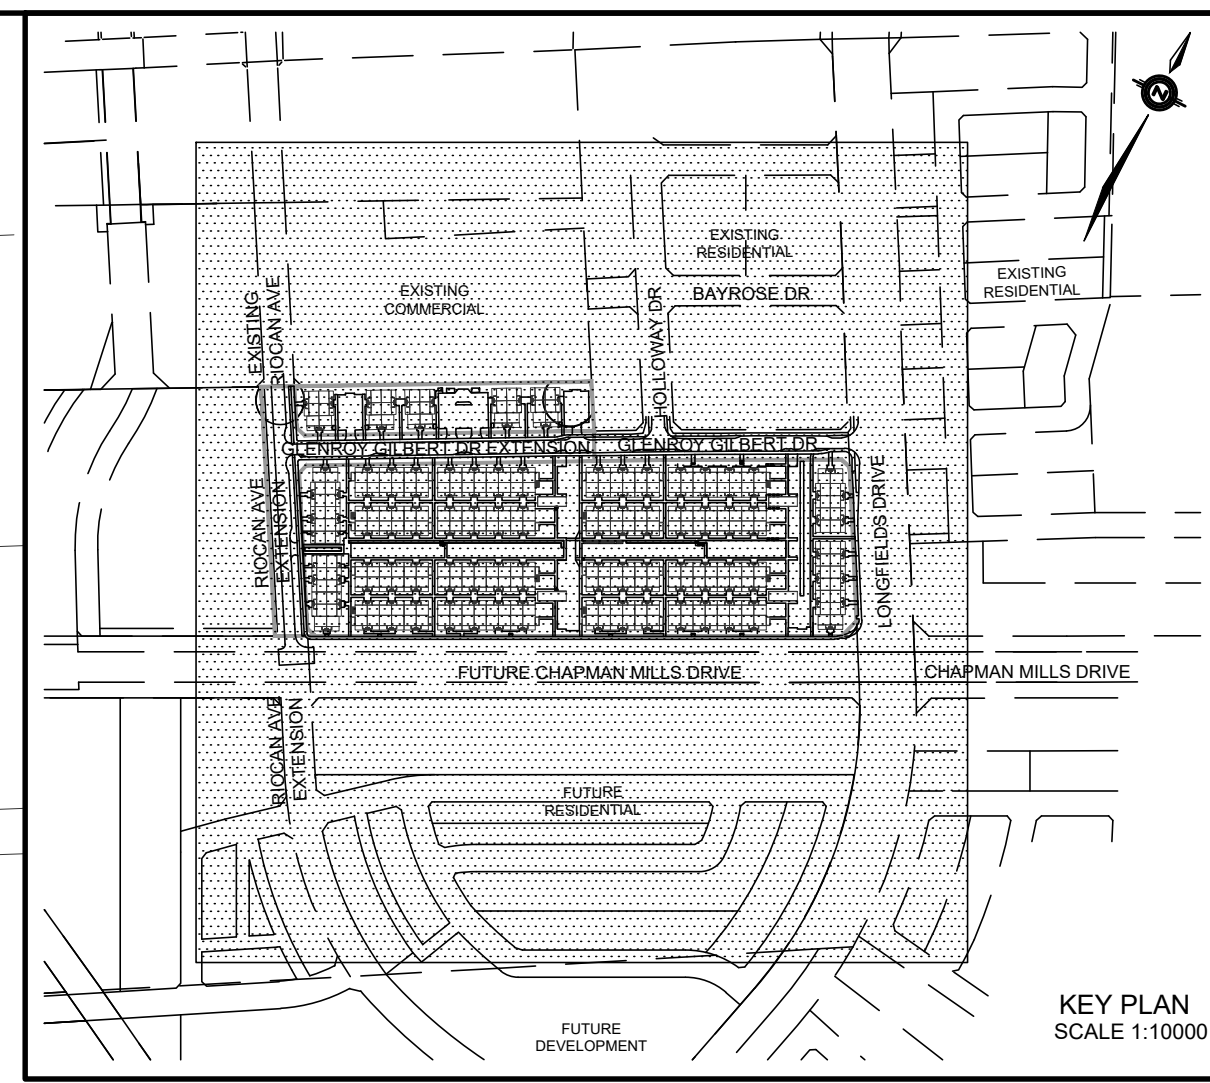 N
EXISTING
RESIDENTIAL
EXISTING
RESIDENTIAL
EXISTING
COMMERCIAL
BAYROSE DR
HOLLOWAY DR
EXISTING
RIOCAN AVE
GLENROY GILBERT DR EXTENSION
GLENROY GILBERT DR
RIOCAN AVE
EXTENSION
LONGFIELDS DRIVE
FUTURE CHAPMAN MILLS DRIVE
CHAPMAN MILLS DRIVE
RIOCAN AVE
EXTENSION
FUTURE
RESIDENTIAL
FUTURE
DEVELOPMENT
KEY PLAN
SCALE 1:10000